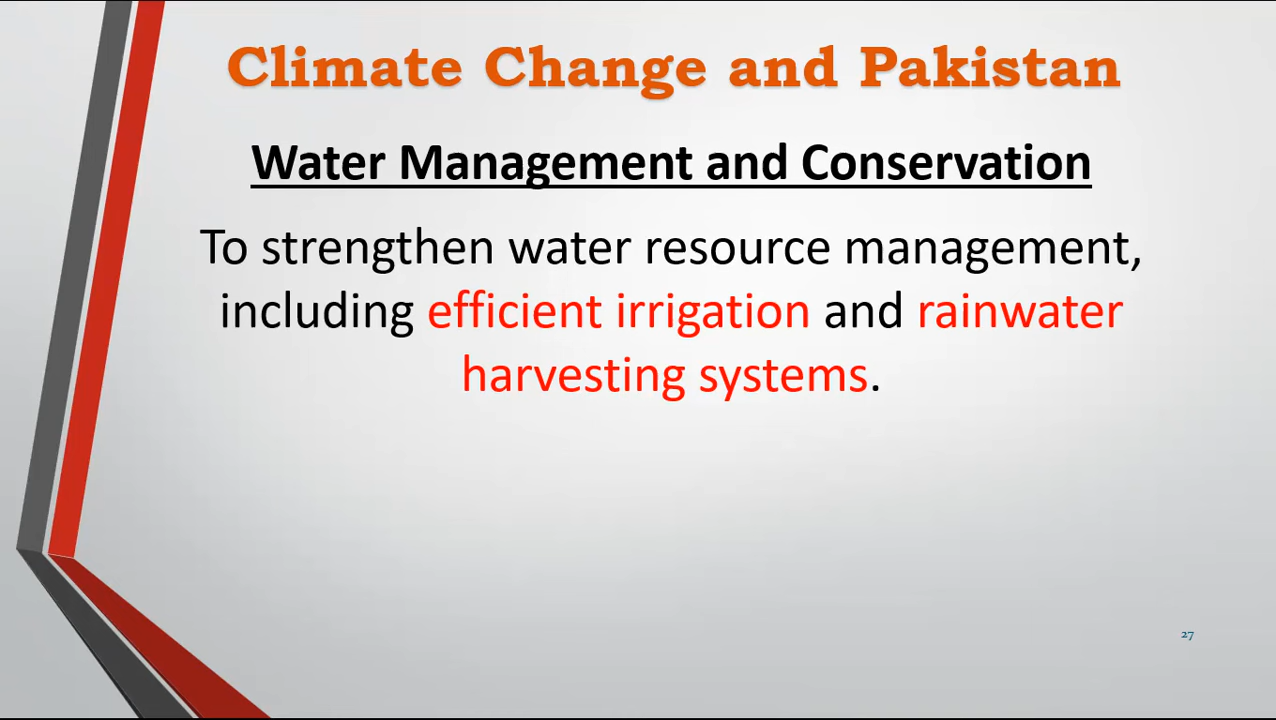 Climate Change and Pakistan
Water Management and Conservation
To strengthen water resource management,
including efficient irrigation and rainwater
harvesting systems.
27